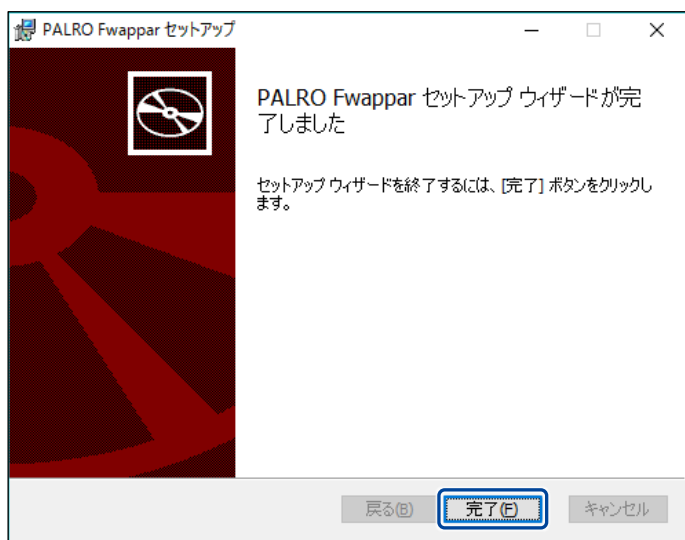 PALRO Fwappar セットアップ
PALRO Fwappar セットアップ ウィザードが完
了しました
セットアップ ウィザードを終了するには、[完了] ボタンをクリックし
ます。
戻る(B) 完了(F) キャンセル